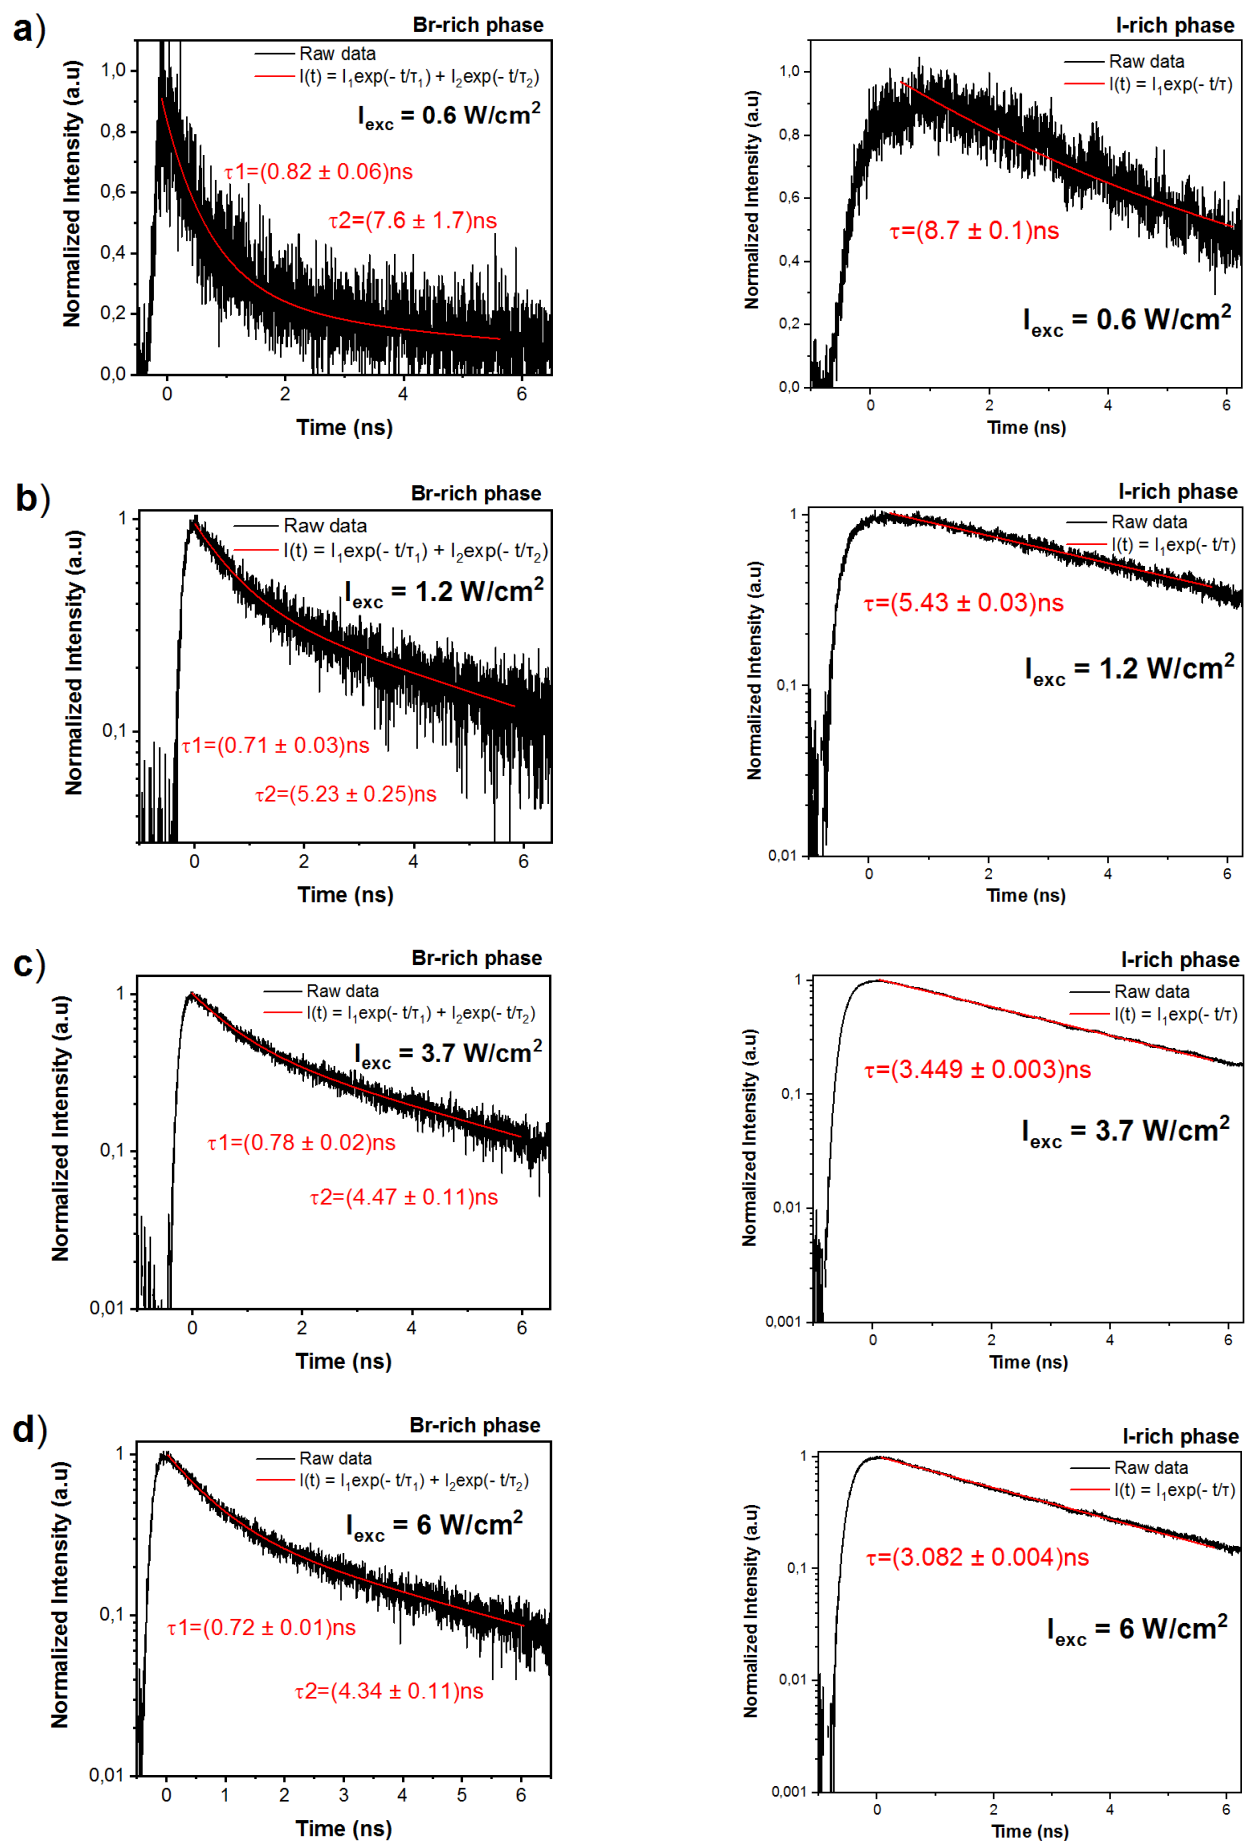 a)
Br-rich phase
Raw data
I(t) = I₁exp(- t/τ₁) + I₂exp(- t/τ₂)
I_exc = 0.6 W/cm²
τ1=(0.82 ± 0.06)ns
τ2=(7.6 ± 1.7)ns
Normalized Intensity (a.u)
1,0
0,8
0,6
0,4
0,2
0,0
0 2 4 6
Time (ns)
I-rich phase
Raw data
I(t) = I₁exp(- t/τ)
τ=(8.7 ± 0.1)ns
I_exc = 0.6 W/cm²
Normalized Intensity (a.u)
1,0
0,8
0,6
0,4
0,2
0,0
0 2 4 6
Time (ns)
b)
Br-rich phase
Raw data
I(t) = I₁exp(- t/τ₁) + I₂exp(- t/τ₂)
I_exc = 1.2 W/cm²
τ1=(0.71 ± 0.03)ns
τ2=(5.23 ± 0.25)ns
Normalized Intensity (a.u)
1
0,1
0 2 4 6
Time (ns)
I-rich phase
Raw data
I(t) = I₁exp(- t/τ)
τ=(5.43 ± 0.03)ns
I_exc = 1.2 W/cm²
Normalized Intensity (a.u)
1
0,1
0,01
0 2 4 6
Time (ns)
c)
Br-rich phase
Raw data
I(t) = I₁exp(- t/τ₁) + I₂exp(- t/τ₂)
I_exc = 3.7 W/cm²
τ1=(0.78 ± 0.02)ns
τ2=(4.47 ± 0.11)ns
Normalized Intensity (a.u)
1
0,1
0,01
0 2 4 6
Time (ns)
I-rich phase
Raw data
I(t) = I₁exp(- t/τ)
τ=(3.449 ± 0.003)ns
I_exc = 3.7 W/cm²
Normalized Intensity (a.u)
1
0,1
0,01
0,001
0 2 4 6
Time (ns)
d)
Br-rich phase
Raw data
I(t) = I₁exp(- t/τ₁) + I₂exp(- t/τ₂)
I_exc = 6 W/cm²
τ1=(0.72 ± 0.01)ns
τ2=(4.34 ± 0.11)ns
Normalized Intensity (a.u)
1
0,1
0,01
0 1 2 3 4 5 6
Time (ns)
I-rich phase
Raw data
I(t) = I₁exp(- t/τ)
τ=(3.082 ± 0.004)ns
I_exc = 6 W/cm²
Normalized Intensity (a.u)
1
0,1
0,01
0,001
0 2 4 6
Time (ns)